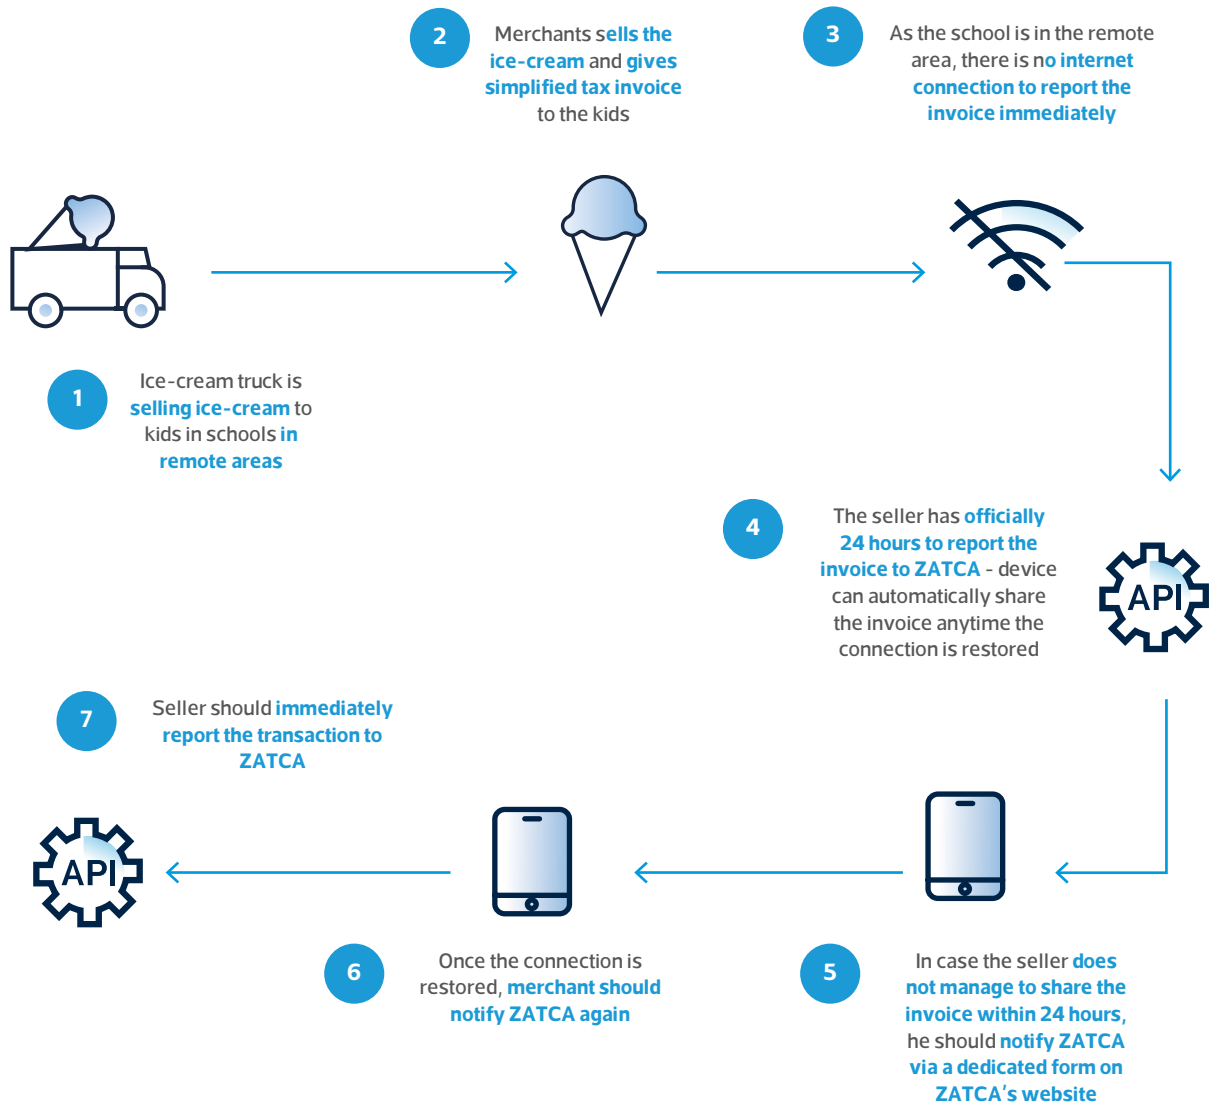 1
Ice-cream truck is
selling ice-cream to
kids in schools in
remote areas
2
Merchants sells the
ice-cream and gives
simplified tax invoice
to the kids
3
As the school is in the remote
area, there is no internet
connection to report the
invoice immediately
4
The seller has officially
24 hours to report the
invoice to ZATCA - device
can automatically share
the invoice anytime the
connection is restored
API
5
In case the seller does
not manage to share the
invoice within 24 hours,
he should notify ZATCA
via a dedicated form on
ZATCA's website
6
Once the connection is
restored, merchant should
notify ZATCA again
7
Seller should immediately
report the transaction to
ZATCA
API